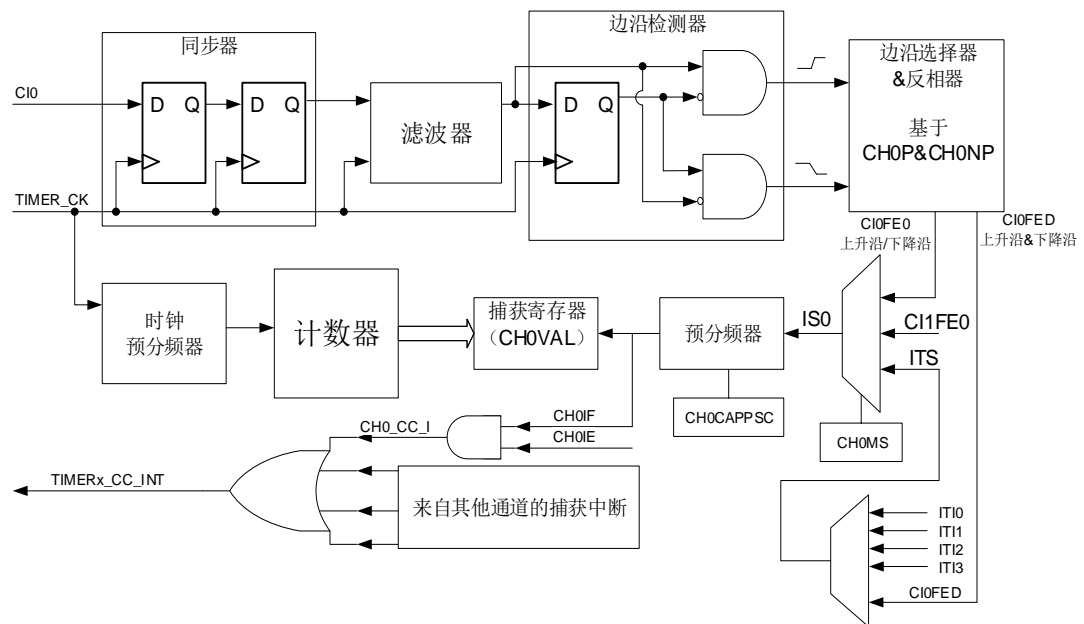 同步器
边沿检测器
CI0
D Q
D Q
滤波器
D Q
边沿选择器
&反相器
基于
CH0P&CH0NP
TIMER_CK
CI0FE0
上升沿/下降沿
CI0FED
上升沿&下降沿
时钟
预分频器
计数器
捕获寄存器
（CH0VAL）
预分频器
IS0
CI1FE0
ITS
CH0CAPPSC
CH0MS
CH0_CC_I
CH0IF
CH0IE
TIMERx_CC_INT
来自其他通道的捕获中断
ITI0
ITI1
ITI2
ITI3
CI0FED